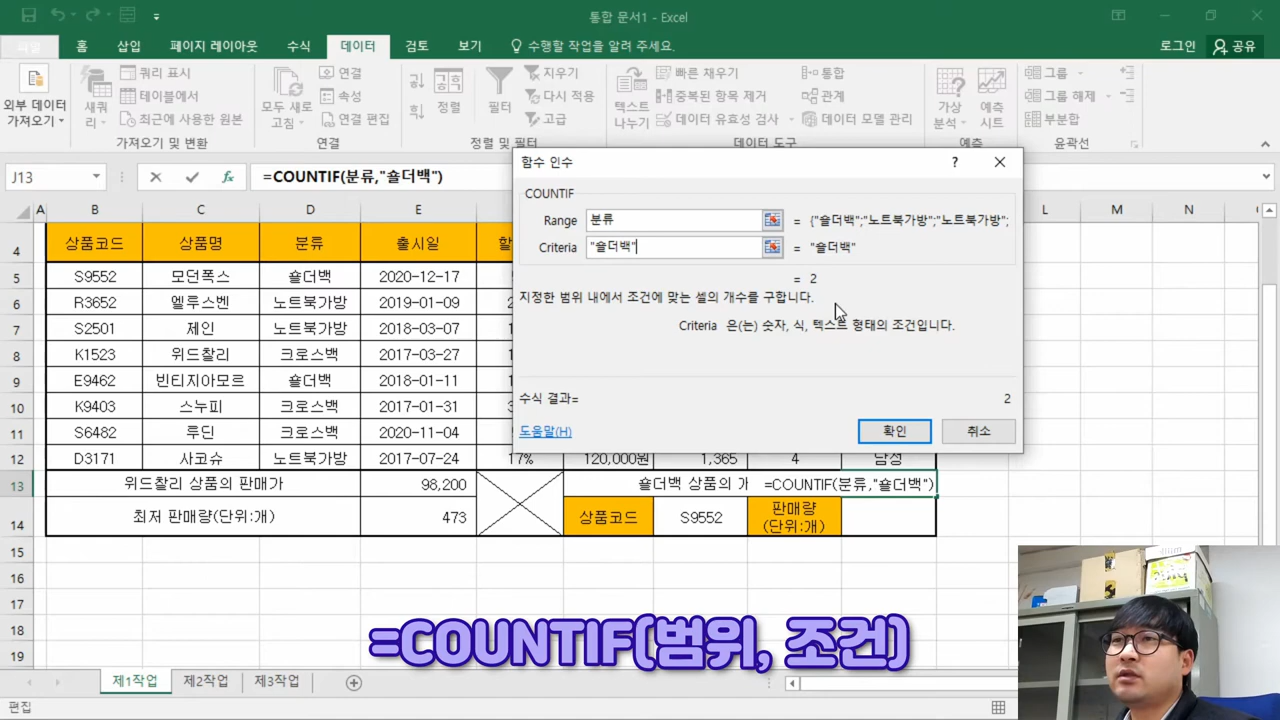 통합 문서1 - Excel
파일 홈 삽입 페이지 레이아웃 수식 데이터 검토 보기 수행할 작업을 알려 주세요. 로그인 공유
외부 데이터 가져오기
새 쿼리
쿼리 표시
테이블에서
최근에 사용한 원본
가져오기 및 변환
모두 새로 고침
연결
속성
연결 편집
연결
정렬
필터
지우기
다시 적용
고급
정렬 및 필터
텍스트 나누기
빠른 채우기
중복된 항목 제거
데이터 유효성 검사
통합
관계
데이터 모델 관리
데이터 도구
가상 분석
예측 시트
예측
그룹
그룹 해제
부분합
윤곽선
J13 fx =COUNTIF(분류,"숄더백")
함수 인수 ?
COUNTIF
Range 분류 = {"숄더백";"노트북가방";"노트북가방";
Criteria "숄더백" = "숄더백"
= 2
지정한 범위 내에서 조건에 맞는 셀의 개수를 구합니다.
Criteria 은(는) 숫자, 식, 텍스트 형태의 조건입니다.
수식 결과= 2
도움말(H) 확인 취소
A B C D E L M N
4 상품코드 상품명 분류 출시일
5 S9552 모던폭스 숄더백 2020-12-17
6 R3652 엘루스벤 노트북가방 2019-01-09
7 S2501 제인 노트북가방 2018-03-07
8 K1523 위드찰리 크로스백 2017-03-27
9 E9462 빈티지아모르 숄더백 2018-01-11
10 K9403 스누피 크로스백 2017-01-31
11 S6482 루딘 크로스백 2020-11-04
12 D3171 사코슈 노트북가방 2017-07-24 17% 120,000원 1,365 4 남성
13 위드찰리 상품의 판매가 98,200 숄더백 상품의 개 =COUNTIF(분류,"숄더백")
14 최저 판매량(단위:개) 473 상품코드 S9552 판매량 (단위:개)
15
16
17
18
19
=COUNTIF(범위, 조건)
제1작업 제2작업 제3작업
편집